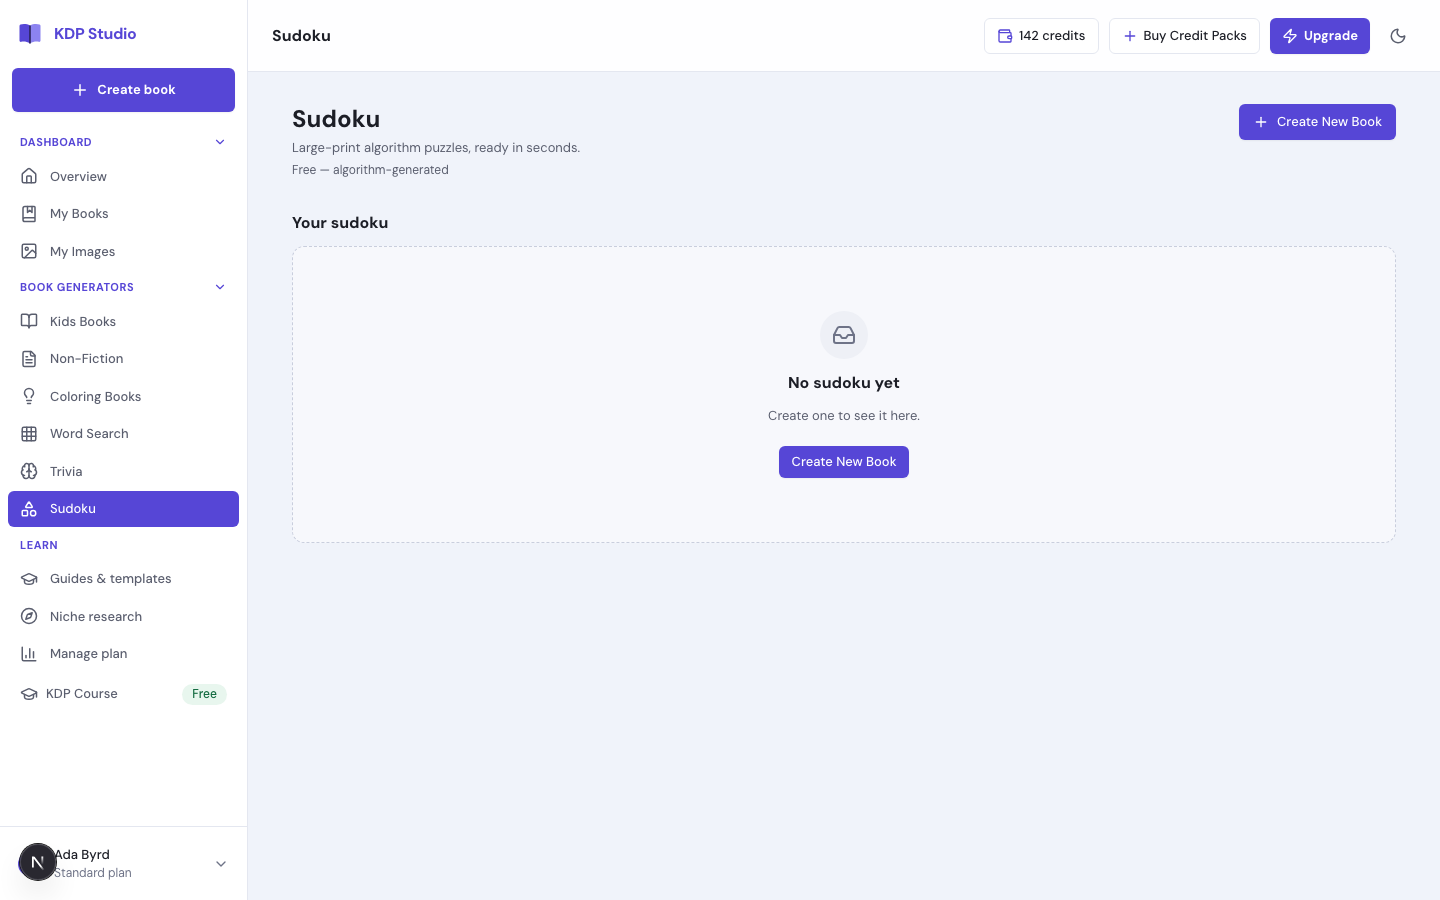 KDP Studio
Create book
DASHBOARD
Overview
My Books
My Images
BOOK GENERATORS
Kids Books
Non-Fiction
Coloring Books
Word Search
Trivia
Sudoku
LEARN
Guides & templates
Niche research
Manage plan
KDP Course
Free
N
Ada Byrd
Standard plan
Sudoku
142 credits
Buy Credit Packs
Upgrade
Sudoku
Create New Book
Large-print algorithm puzzles, ready in seconds.
Free — algorithm-generated
Your sudoku
No sudoku yet
Create one to see it here.
Create New Book